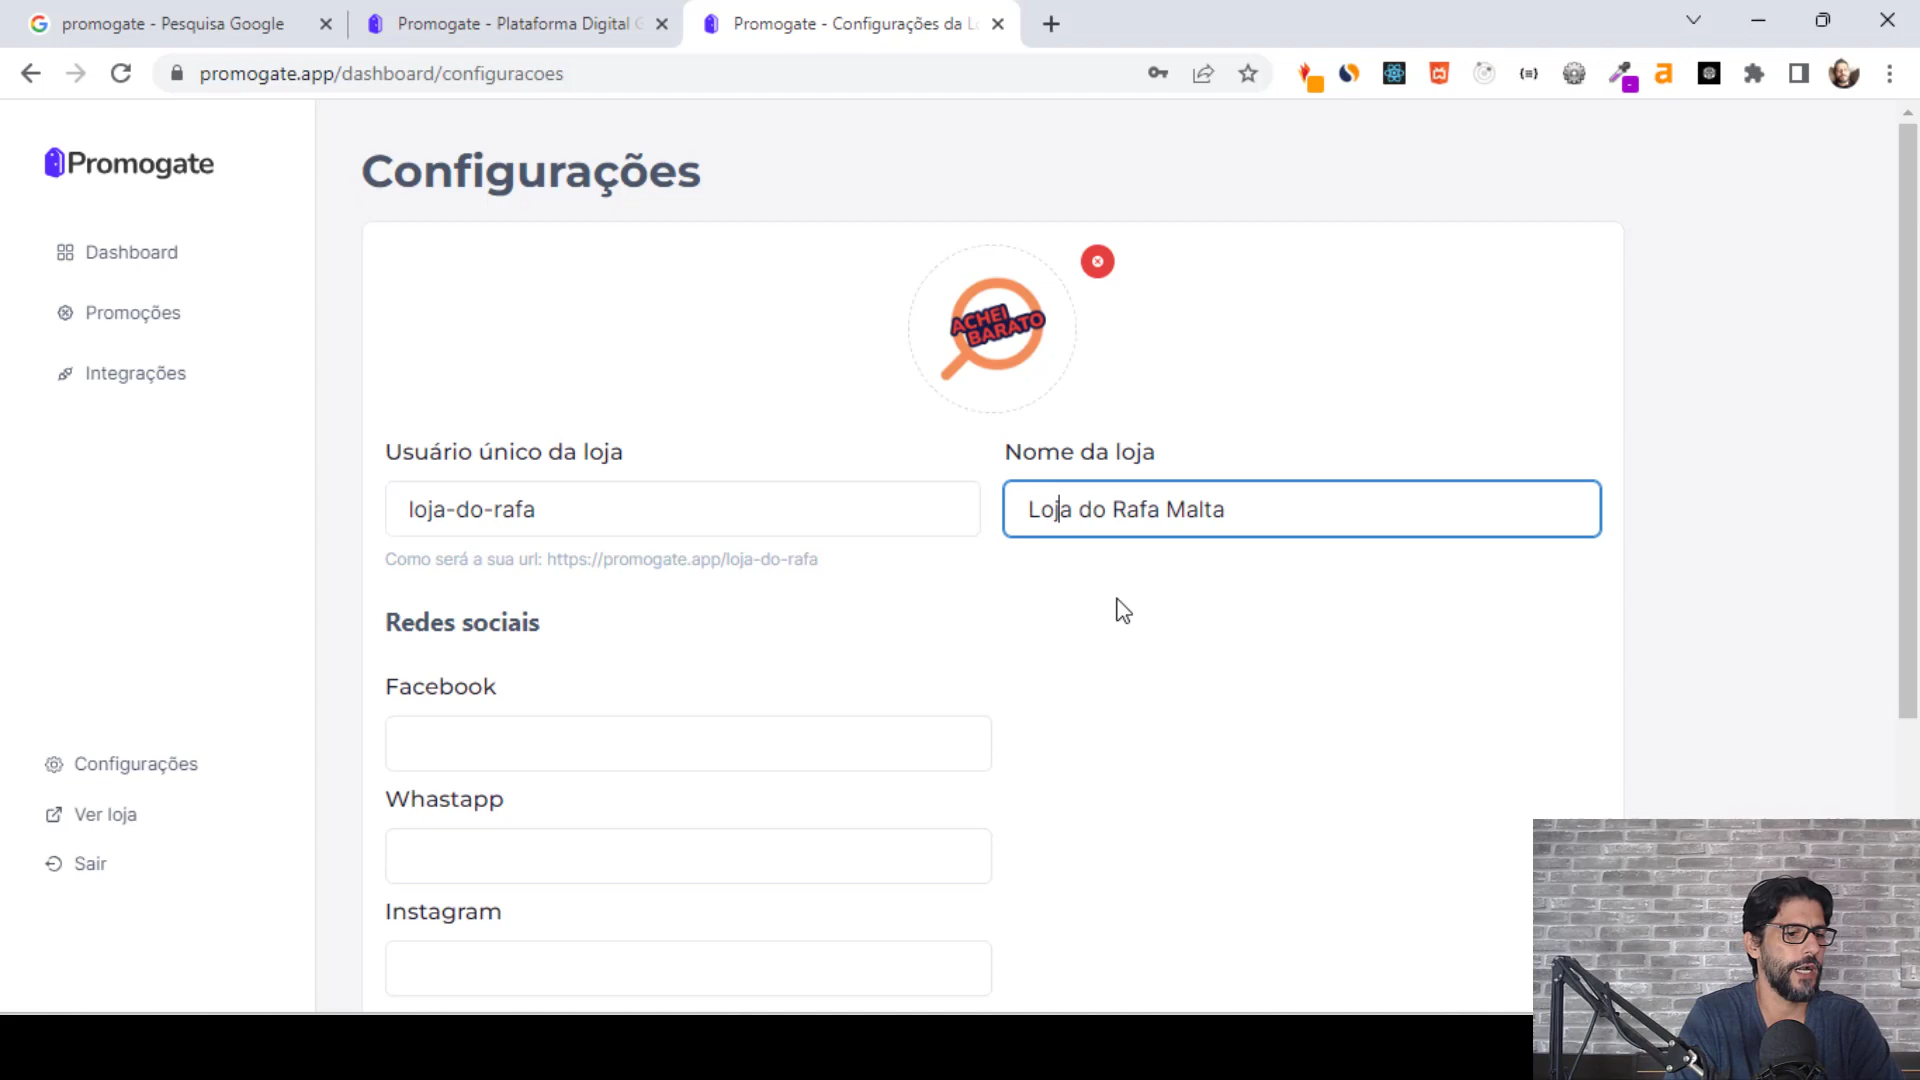 promogate - Pesquisa Google
Promogate - Plataforma Digital G
Promogate - Configurações da L
promogate.app/dashboard/configuracoes
Promogate
Dashboard
Promoções
Integrações
Configurações
Ver loja
Sair
Configurações
ACHEI
BARATO
Usuário único da loja
loja-do-rafa
Como será a sua url: https://promogate.app/loja-do-rafa
Nome da loja
Loja do Rafa Malta
Redes sociais
Facebook
Whastapp
Instagram